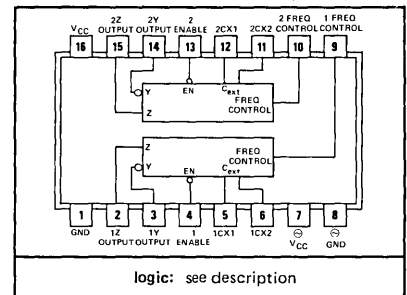 2Z 2Y 2 2 FREQ 1 FREQ
VCC OUTPUT OUTPUT ENABLE 2CX1 2CX2 CONTROL CONTROL
16 15 14 13 12 11 10 9
Y EN Cext FREQ
Z CONTROL
Z FREQ
Y CONTROL
EN Cext
1 2 3 4 5 6 7 8
GND 1Z 1Y 1 1CX1 1CX2 VCC GND
OUTPUT OUTPUT ENABLE
logic: see description